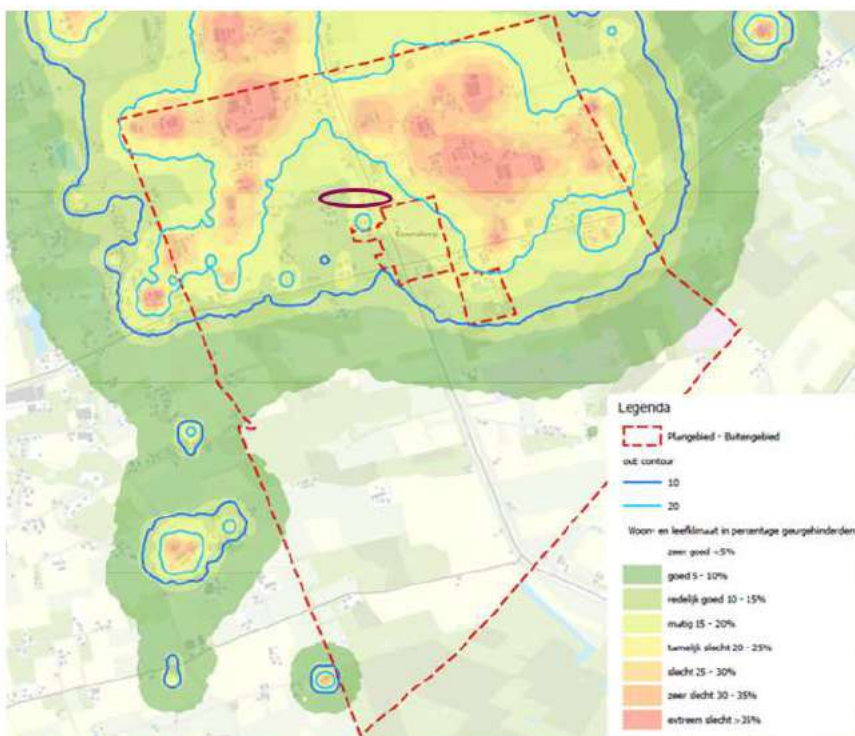 Legenda
Plangebied - Buitengebied
ouE contour
10
20
Woon- en leefklimaat in percentage geurgehinderden
zeer goed <5%
goed 5 - 10%
redelijk goed 10 - 15%
matig 15 - 20%
tamelijk slecht 20 - 25%
slecht 25 - 30%
zeer slecht 30 - 35%
extreem slecht >35%